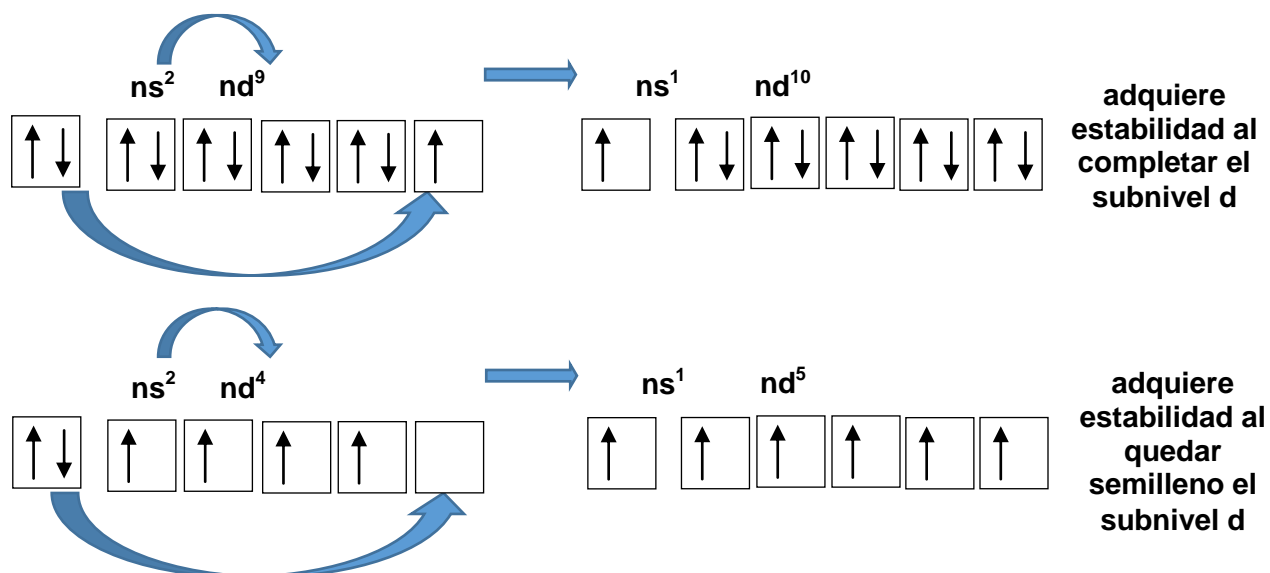 ns² nd⁹
ns¹ nd¹⁰
adquiere
estabilidad al
completar el
subnivel d
ns² nd⁴
ns¹ nd⁵
adquiere
estabilidad al
quedar
semilleno el
subnivel d